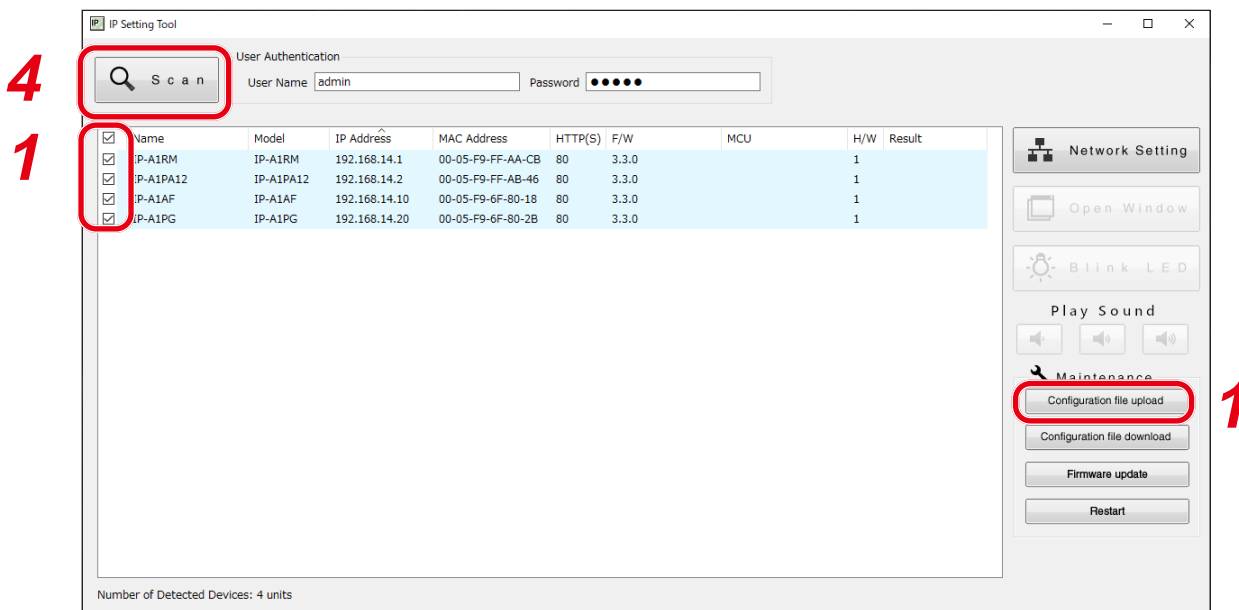 IP IP Setting Tool
4
Scan
User Authentication
User Name admin Password ●●●●●
1
Name Model IP Address MAC Address HTTP(S) F/W MCU H/W Result
IP-A1RM IP-A1RM 192.168.14.1 00-05-F9-FF-AA-CB 80 3.3.0 1
IP-A1PA12 IP-A1PA12 192.168.14.2 00-05-F9-FF-AB-46 80 3.3.0 1
IP-A1AF IP-A1AF 192.168.14.10 00-05-F9-6F-80-18 80 3.3.0 1
IP-A1PG IP-A1PG 192.168.14.20 00-05-F9-6F-80-2B 80 3.3.0 1
Network Setting
Open Window
Blink LED
Play Sound
Maintenance
Configuration file upload
1
Configuration file download
Firmware update
Restart
Number of Detected Devices: 4 units